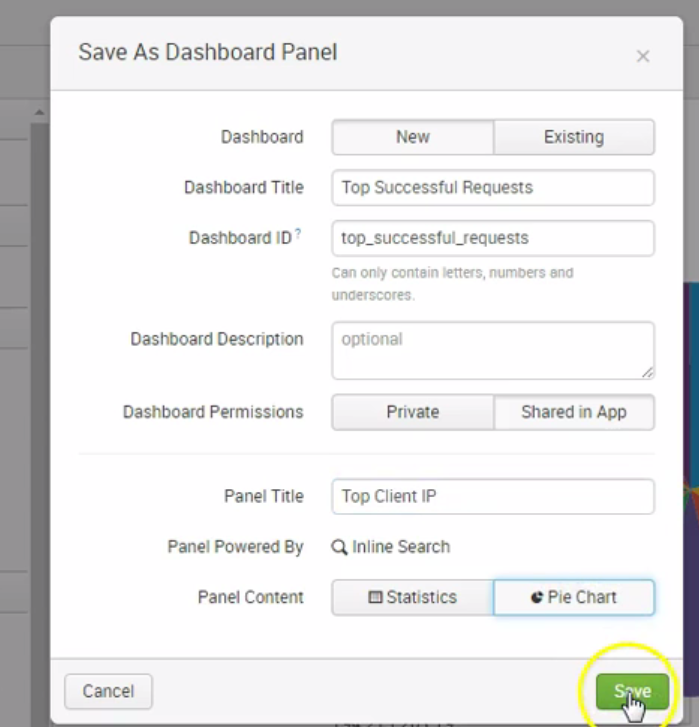 Save As Dashboard Panel
×
Dashboard New Existing
Dashboard Title Top Successful Requests
Dashboard ID ? top_successful_requests
Can only contain letters, numbers and
underscores.
Dashboard Description optional
Dashboard Permissions Private Shared in App
Panel Title Top Client IP
Panel Powered By Inline Search
Panel Content Statistics Pie Chart
Cancel Save